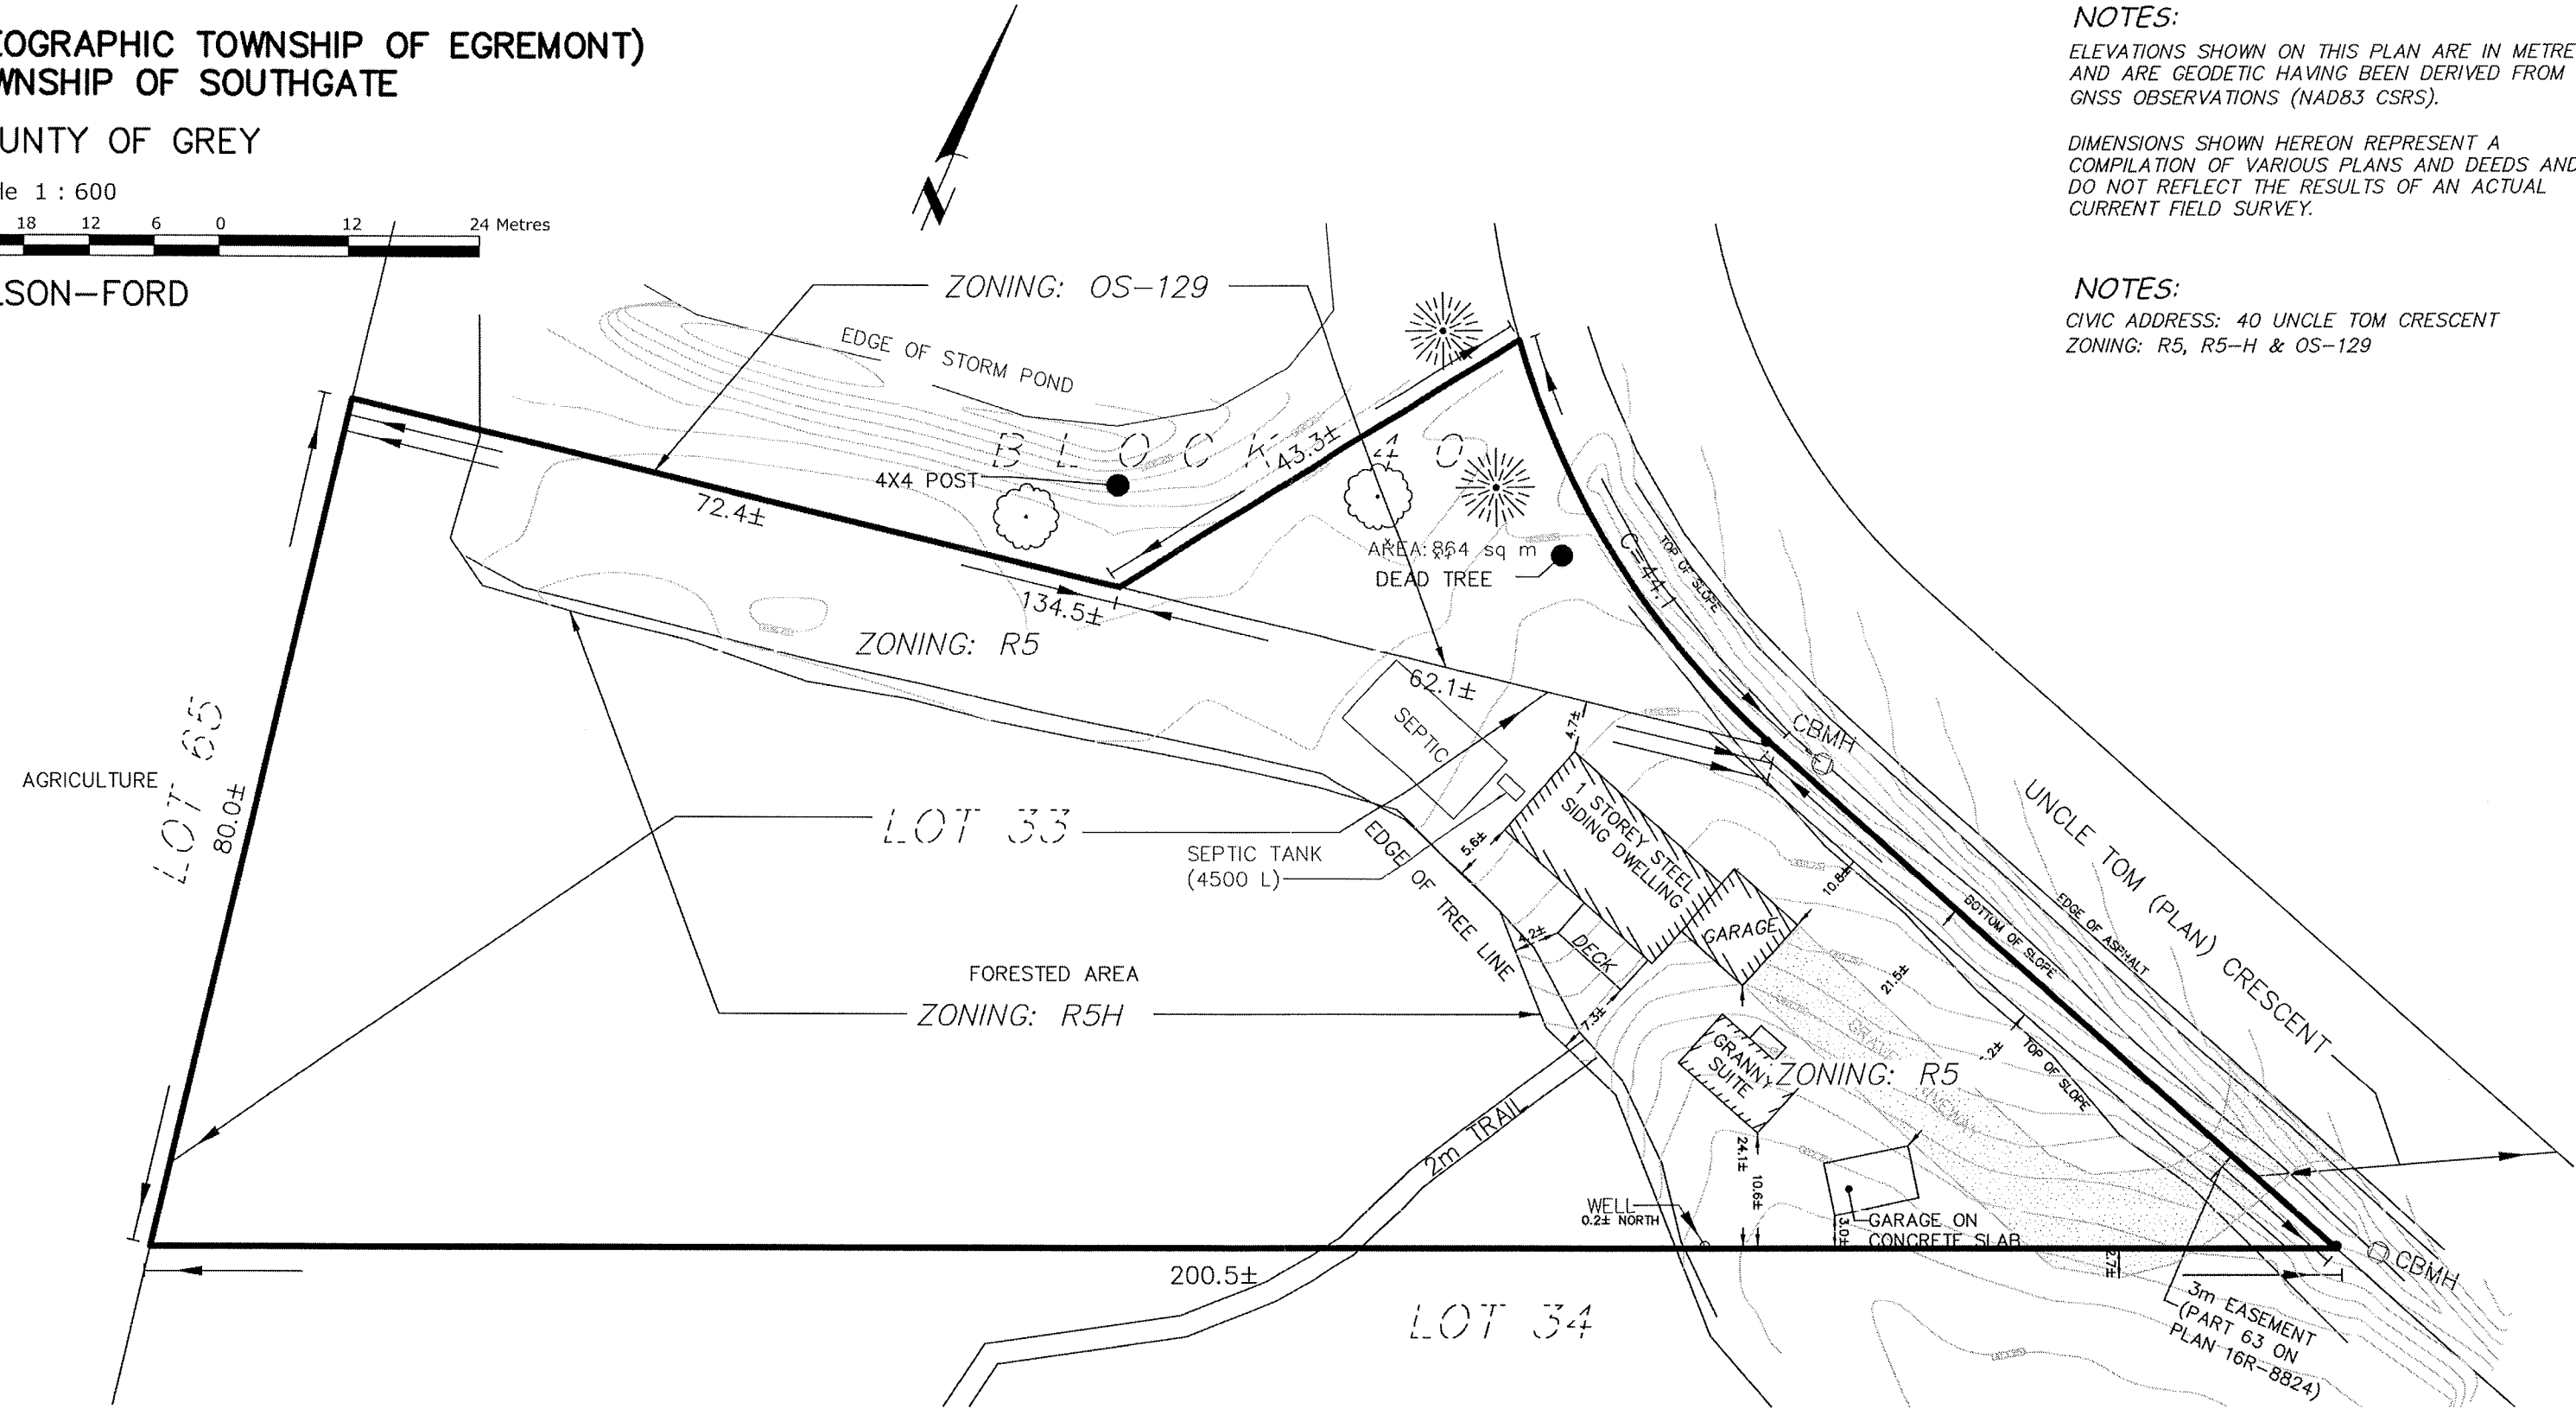 EOGRAPHIC TOWNSHIP OF EGREMONT)
WNSHIP OF SOUTHGATE
UNTY OF GREY
le 1 : 600
18 12 6 0 12 24 Metres
LSON-FORD
N
NOTES:
ELEVATIONS SHOWN ON THIS PLAN ARE IN METRE
AND ARE GEODETIC HAVING BEEN DERIVED FROM
GNSS OBSERVATIONS (NAD83 CSRS).
DIMENSIONS SHOWN HEREON REPRESENT A
COMPILATION OF VARIOUS PLANS AND DEEDS AND
DO NOT REFLECT THE RESULTS OF AN ACTUAL
CURRENT FIELD SURVEY.
NOTES:
CIVIC ADDRESS: 40 UNCLE TOM CRESCENT
ZONING: R5, R5-H & OS-129
ZONING: OS-129
EDGE OF STORM POND
BLOCK 40
43.3±
4X4 POST
72.4±
AREA: 864 sq m
DEAD TREE
C=44.1
TOP OF SLOPE
134.5±
ZONING: R5
62.1±
SEPTIC
4.7±
CBMH
LOT 65
80.0±
AGRICULTURE
LOT 33
SEPTIC TANK
(4500 L)
5.6±
1 STOREY STEEL
SIDING DWELLING
EDGE OF TREE LINE
GARAGE
4.2±
DECK
7.3±
21.5±
UNCLE TOM (PLAN) CRESCENT
BOTTOM OF SLOPE
EDGE OF ASPHALT
FORESTED AREA
ZONING: R5H
GRANNY
SUITE
ZONING: R5
.2±
TOP OF SLOPE
2m TRAIL
24.1±
10.6±
WELL
0.2± NORTH
3.0±
GARAGE ON
CONCRETE SLAB
2.7±
CBMH
200.5±
LOT 34
3m EASEMENT
(PART 63 ON
PLAN 16R-8824)